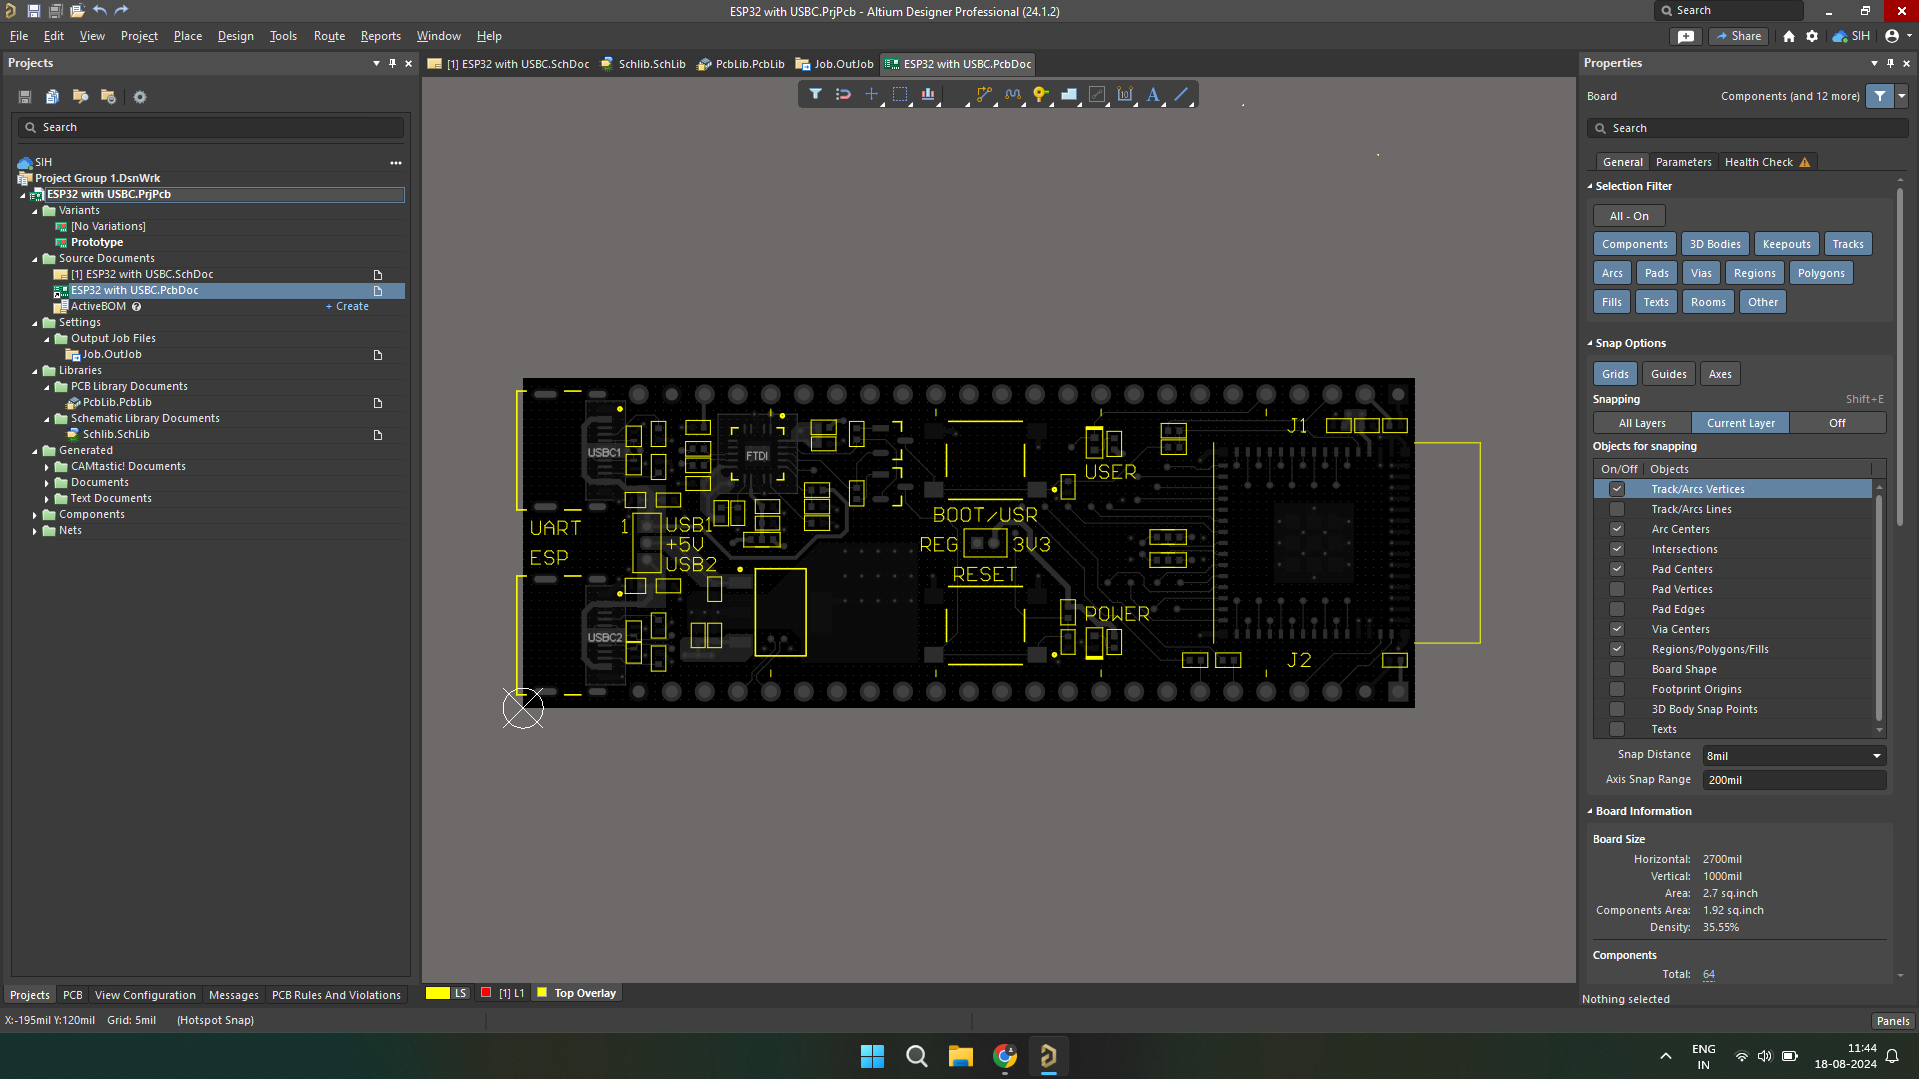 ESP32 with USBC.PrjPcb - Altium Designer Professional (24.1.2)
Search
File Edit View Project Place Design Tools Route Reports Window Help
Share
SIH
Projects
[1] ESP32 with USBC.SchDoc
Schlib.SchLib
PcbLib.PcbLib
Job.OutJob
ESP32 with USBC.PcbDoc
Properties
Search
SIH
Project Group 1.DsnWrk
ESP32 with USBC.PrjPcb
Variants
[No Variations]
Prototype
Source Documents
[1] ESP32 with USBC.SchDoc
ESP32 with USBC.PcbDoc
ActiveBOM
+ Create
Settings
Output Job Files
Job.OutJob
Libraries
PCB Library Documents
PcbLib.PcbLib
Schematic Library Documents
Schlib.SchLib
Generated
CAMtastic! Documents
Documents
Text Documents
Components
Nets
USBC1
FTDI
J1
USER
BOOT/USR
UART
1
USB1
+5V
ESP
USB2
REG
3V3
RESET
POWER
USBC2
J2
Board
Components (and 12 more)
Search
General
Parameters
Health Check
Selection Filter
All - On
Components 3D Bodies Keepouts Tracks
Arcs Pads Vias Regions Polygons
Fills Texts Rooms Other
Snap Options
Grids Guides Axes
Snapping
Shift+E
All Layers Current Layer Off
Objects for snapping
On/Off Objects
Track/Arcs Vertices
Track/Arcs Lines
Arc Centers
Intersections
Pad Centers
Pad Vertices
Pad Edges
Via Centers
Regions/Polygons/Fills
Board Shape
Footprint Origins
3D Body Snap Points
Texts
Snap Distance 8mil
Axis Snap Range 200mil
Board Information
Board Size
Horizontal: 2700mil
Vertical: 1000mil
Area: 2.7 sq.inch
Components Area: 1.92 sq.inch
Density: 35.55%
Components
Total: 64
Nothing selected
Projects PCB View Configuration Messages PCB Rules And Violations
LS [1] L1 Top Overlay
X:-195mil Y:120mil Grid: 5mil (Hotspot Snap)
Panels
ENG
IN
11:44
18-08-2024